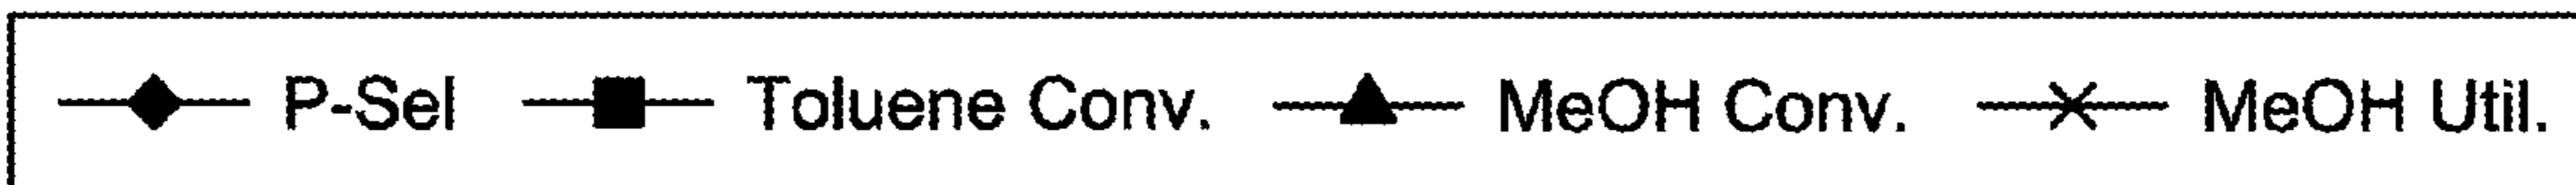 P-Sel Toluene Conv. MeOH Conv. MeOH Util.